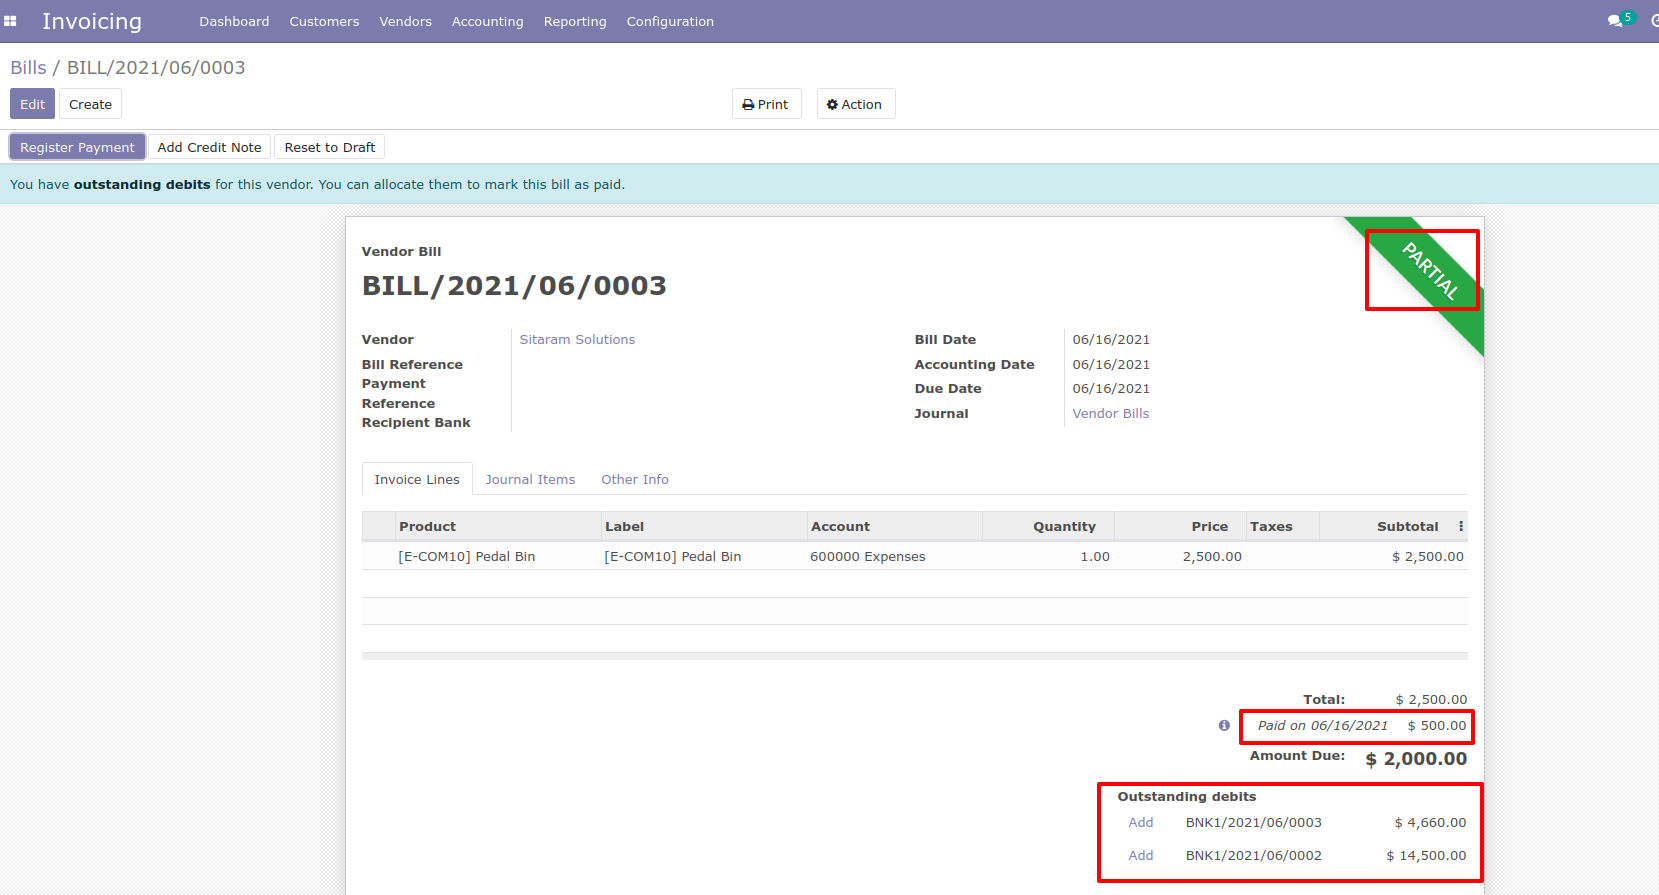 Invoicing Dashboard Customers Vendors Accounting Reporting Configuration 5
Bills / BILL/2021/06/0003
Edit Create Print Action
Register Payment Add Credit Note Reset to Draft
You have outstanding debits for this vendor. You can allocate them to mark this bill as paid.
PARTIAL
Vendor Bill
BILL/2021/06/0003
Vendor Sitaram Solutions
Bill Reference
Payment
Reference
Recipient Bank
Bill Date 06/16/2021
Accounting Date 06/16/2021
Due Date 06/16/2021
Journal Vendor Bills
Invoice Lines Journal Items Other Info
Product Label Account Quantity Price Taxes Subtotal
[E-COM10] Pedal Bin [E-COM10] Pedal Bin 600000 Expenses 1.00 2,500.00 $ 2,500.00
Total: $ 2,500.00
Paid on 06/16/2021 $ 500.00
Amount Due: $ 2,000.00
Outstanding debits
Add BNK1/2021/06/0003 $ 4,660.00
Add BNK1/2021/06/0002 $ 14,500.00